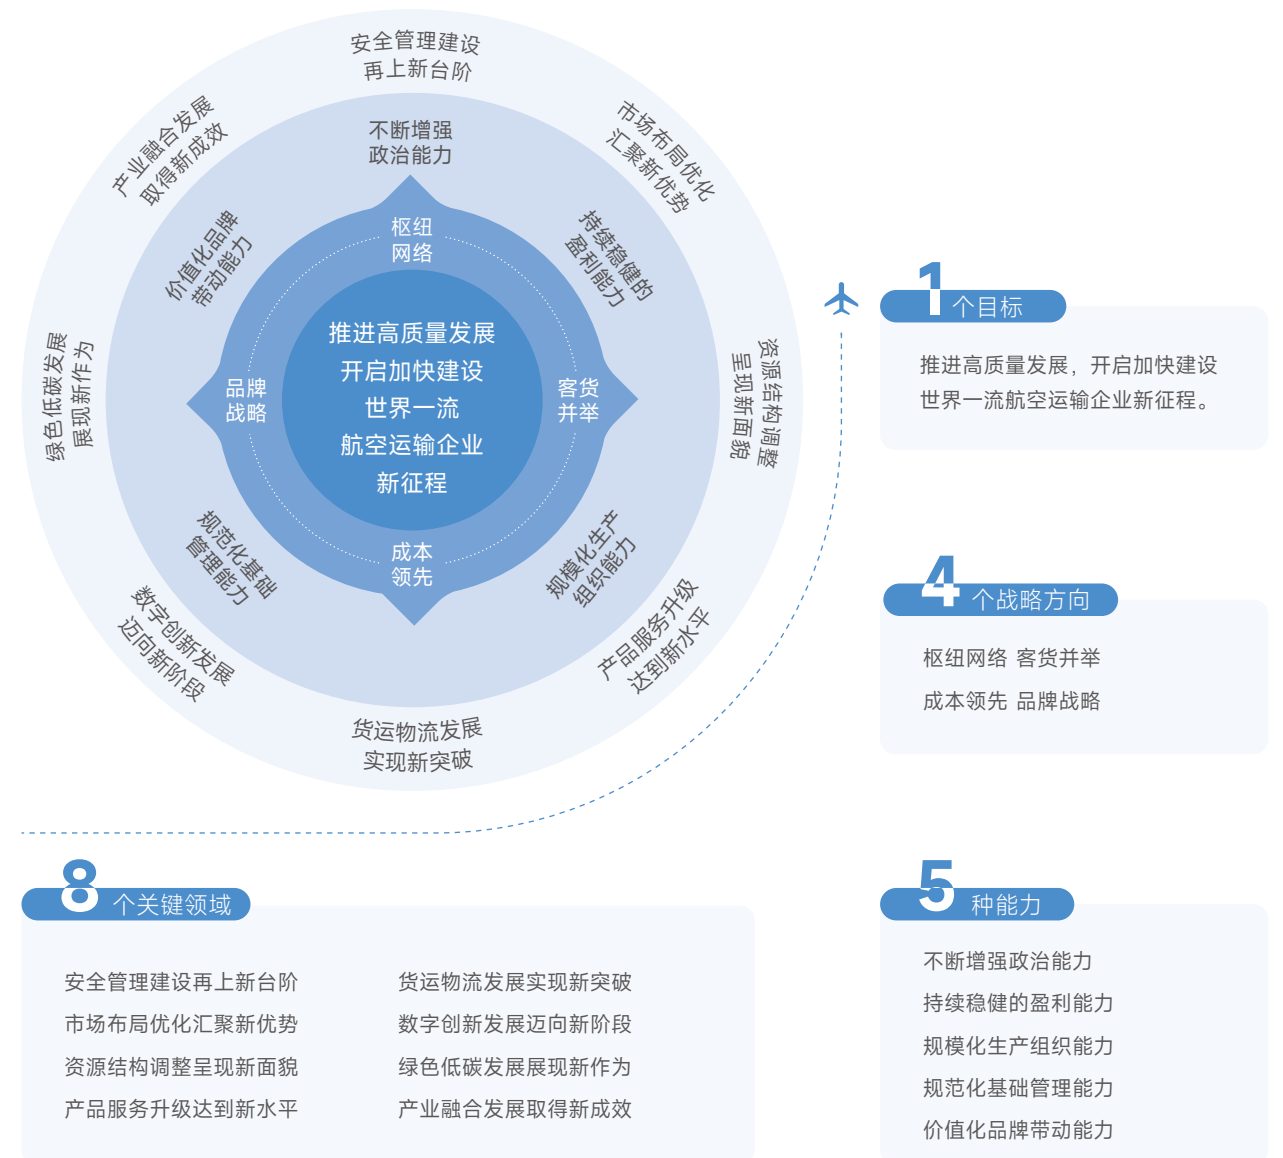 安全管理建设
再上新台阶
市场布局优化
汇聚新优势
资源结构调整
呈现新面貌
产品服务升级
达到新水平
货运物流发展
实现新突破
数字创新发展
迈向新阶段
绿色低碳发展
展现新作为
产业融合发展
取得新成效
不断增强
政治能力
持续稳健的
盈利能力
规模化生产
组织能力
规范化基础
管理能力
价值化品牌
带动能力
枢纽
网络
客货
并举
成本
领先
品牌
战略
推进高质量发展
开启加快建设
世界一流
航空运输企业
新征程
1个目标
推进高质量发展，开启加快建设
世界一流航空运输企业新征程。
4个战略方向
枢纽网络 客货并举
成本领先 品牌战略
8个关键领域
安全管理建设再上新台阶
市场布局优化汇聚新优势
资源结构调整呈现新面貌
产品服务升级达到新水平
货运物流发展实现新突破
数字创新发展迈向新阶段
绿色低碳发展展现新作为
产业融合发展取得新成效
5种能力
不断增强政治能力
持续稳健的盈利能力
规模化生产组织能力
规范化基础管理能力
价值化品牌带动能力